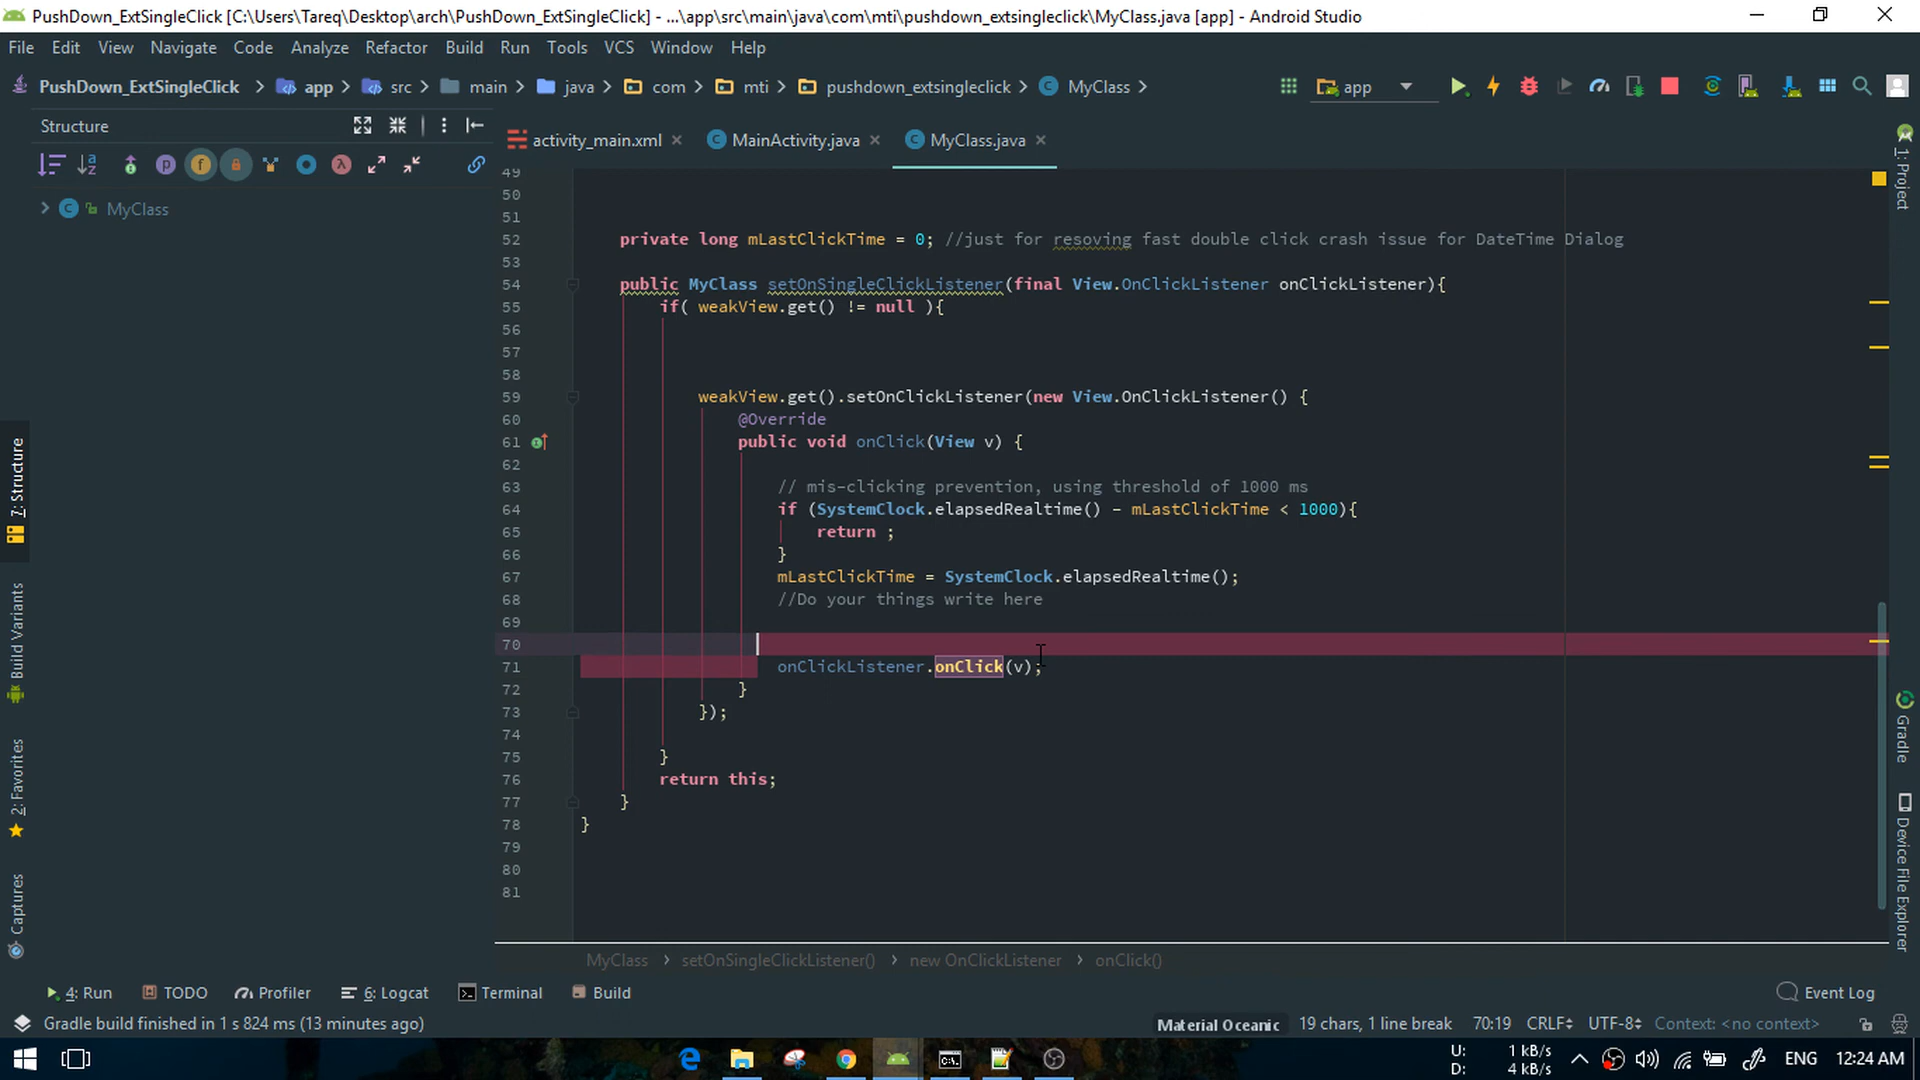 PushDown_ExtSingleClick [C:\Users\Tareq\Desktop\arch\PushDown_ExtSingleClick] - ...\app\src\main\java\com\mti\pushdown_extsingleclick\MyClass.java [app] - Android Studio
File Edit View Navigate Code Analyze Refactor Build Run Tools VCS Window Help
PushDown_ExtSingleClick app src main java com mti pushdown_extsingleclick MyClass app
Structure
activity_main.xml MainActivity.java MyClass.java
MyClass
49
50
51
52 private long mLastClickTime = 0; //just for resoving fast double click crash issue for DateTime Dialog
53
54 public MyClass setOnSingleClickListener(final View.OnClickListener onClickListener){
55 if( weakView.get() != null ){
56
57
58
59 weakView.get().setOnClickListener(new View.OnClickListener() {
60 @Override
61 public void onClick(View v) {
62
63 // mis-clicking prevention, using threshold of 1000 ms
64 if (SystemClock.elapsedRealtime() - mLastClickTime < 1000){
65 return ;
66 }
67 mLastClickTime = SystemClock.elapsedRealtime();
68 //Do your things write here
69
70
71 onClickListener.onClick(v);
72 }
73 });
74
75 }
76 return this;
77 }
78 }
79
80
81
MyClass setOnSingleClickListener() new OnClickListener onClick()
7: Structure
Build Variants
2: Favorites
Captures
1: Project
Gradle
Device File Explorer
4: Run TODO Profiler 6: Logcat Terminal Build Event Log
Gradle build finished in 1 s 824 ms (13 minutes ago) Material Oceanic 19 chars, 1 line break 70:19 CRLF UTF-8 Context: <no context>
U: 1 kB/s
D: 4 kB/s
ENG 12:24 AM